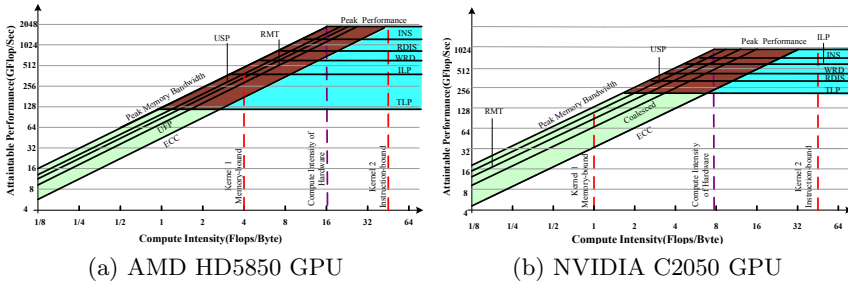 2048
1024
512
256
128
64
32
16
8
4
Attaintable Performance(GFlop/Sec)
USP
RMT
Peak Performance
INS
RDIS
WRD
ILP
TLP
Peak Memory Bandwidth
UFP
ECC
Kernel 1
Memory-bound
Compute Intensity of
Hardware
Kernel 2
Instruction-bound
1/8 1/4 1/2 1 2 4 8 16 32 64
Compute Intensity(Flops/Byte)
(a) AMD HD5850 GPU
1024
512
256
128
64
32
16
8
4
Attaintable Performance(GFlop/Sec)
RMT
USP
Peak Performance
ILP
INS
WRD
RDIS
TLP
Peak Memory Bandwidth
Coalesced
ECC
Kernel 1
Memory-bound
Compute Intensity
of Hardware
Kernel 2
Instruction-bound
1/8 1/4 1/2 1 2 4 8 16 32 64
Compute Intensity(Flops/Byte)
(b) NVIDIA C2050 GPU